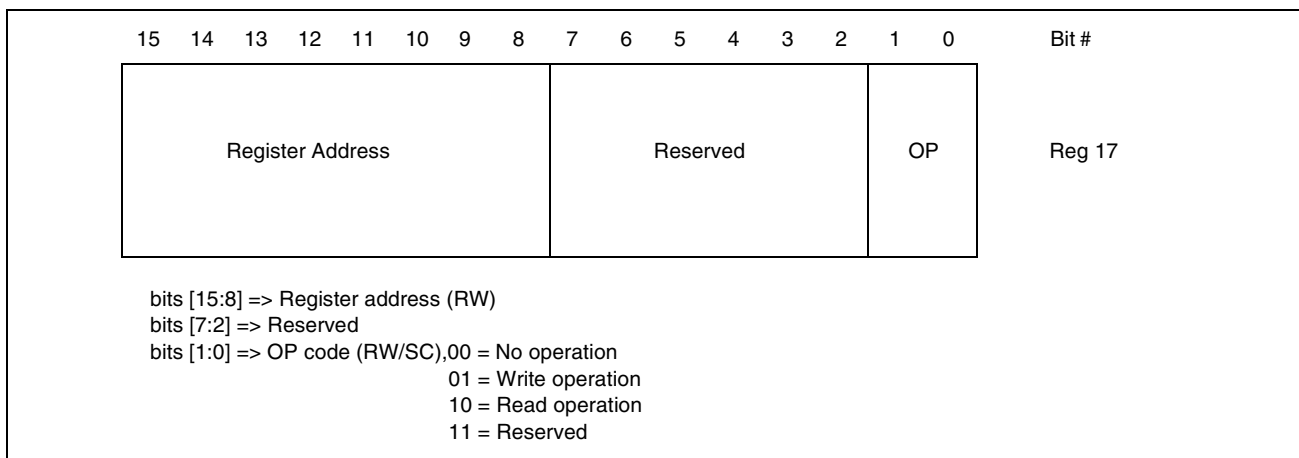 15 14 13 12 11 10 9 8 7 6 5 4 3 2 1 0 Bit #
Register Address Reserved OP Reg 17
bits [15:8] => Register address (RW)
bits [7:2] => Reserved
bits [1:0] => OP code (RW/SC),00 = No operation
01 = Write operation
10 = Read operation
11 = Reserved